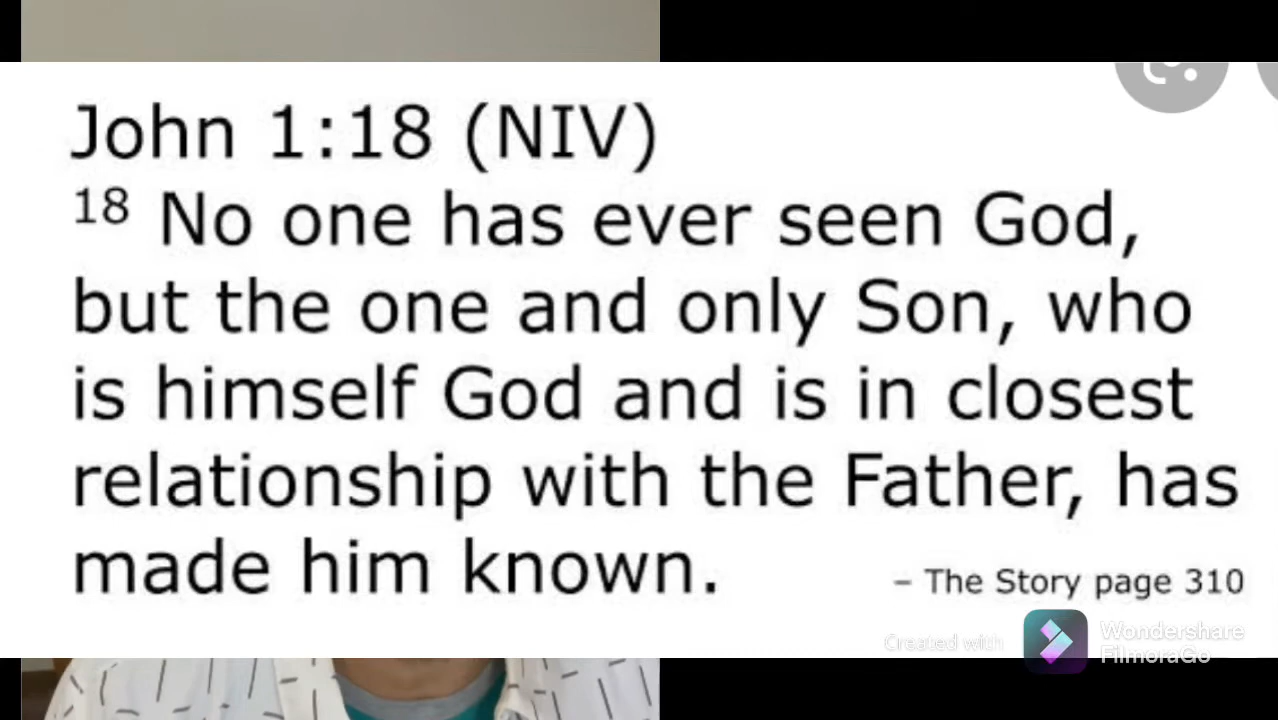 John 1:18 (NIV)
18 No one has ever seen God,
but the one and only Son, who
is himself God and is in closest
relationship with the Father, has
made him known.
– The Story page 310
Created with
Wondershare
FilmoraGo